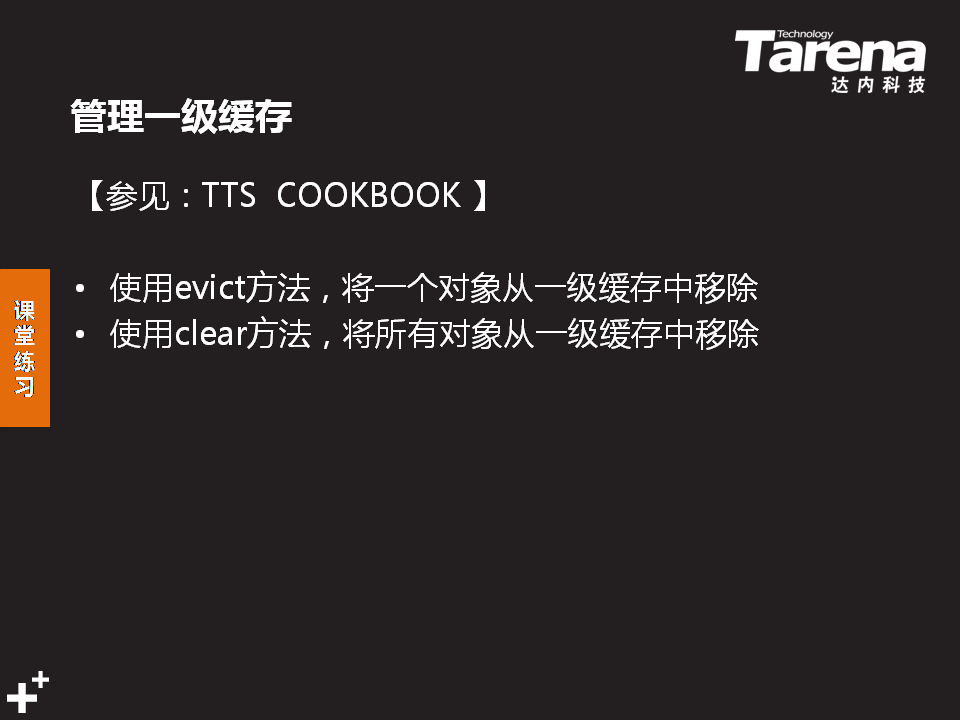 Technology
Tarena
达内科技
管理一级缓存
【参见：TTS COOKBOOK 】
• 使用evict方法，将一个对象从一级缓存中移除
• 使用clear方法，将所有对象从一级缓存中移除
课
堂
练
习